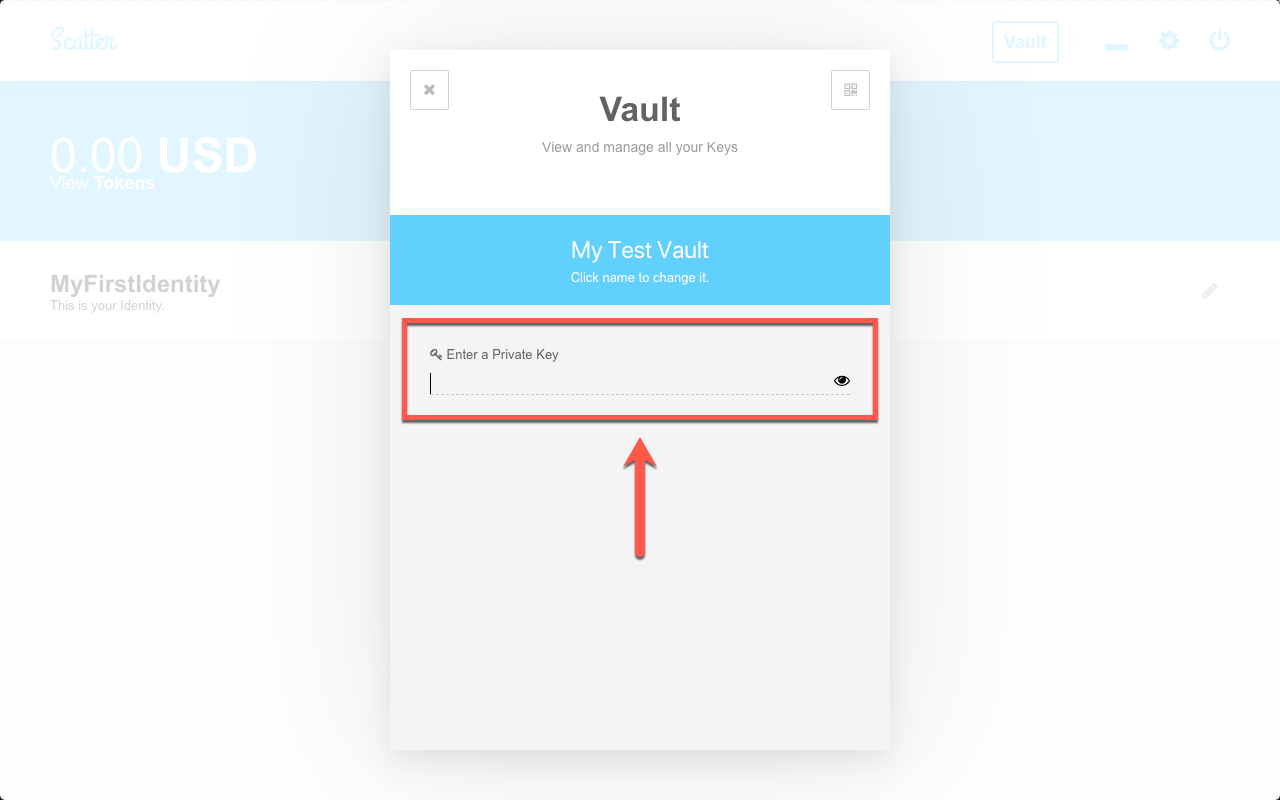 Scatter
Vault
0.00 USD
View Tokens
MyFirstIdentity
This is your Identity.
Vault
View and manage all your Keys
My Test Vault
Click name to change it.
Enter a Private Key